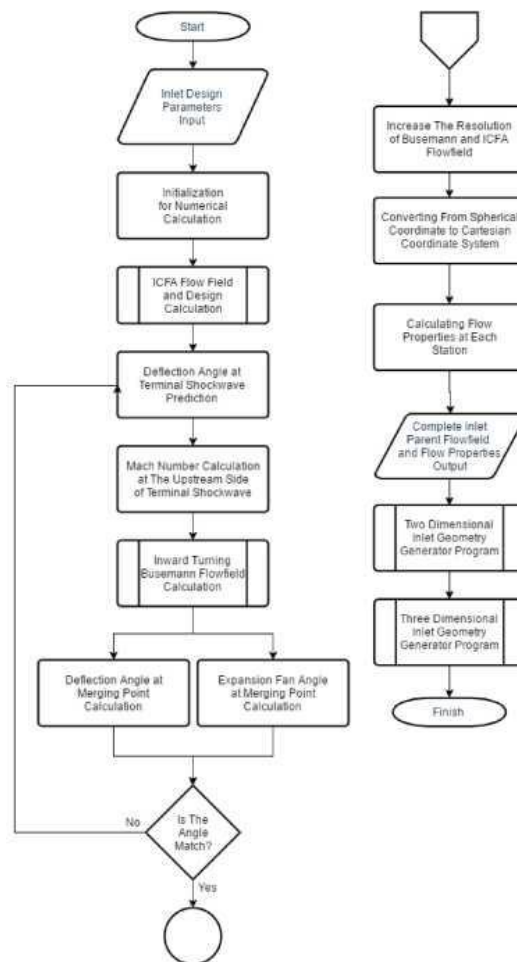 Start
Inlet Design
Parameters
Input
Initialization
for Numerical
Calculation
ICFA Flow Field
and Design
Calculation
Deflection Angle at
Terminal Shockwave
Prediction
Mach Number Calculation
at The Upstream Side
of Terminal Shockwave
Inward Turning
Busemann Flowfield
Calculation
Deflection Angle at
Merging Point
Calculation
Expansion Fan Angle
at Merging Point
Calculation
Is The
Angle
Match?
No
Yes
Increase The Resolution
of Busemann and ICFA
Flowfield
Converting From Spherical
Coordinate to Cartesian
Coordinate System
Calculating Flow
Properties at Each
Station
Complete Inlet
Parent Flowfield
and Flow Properties
Output
Two Dimensional
Inlet Geometry
Generator Program
Three Dimensional
Inlet Geometry
Generator Program
Finish